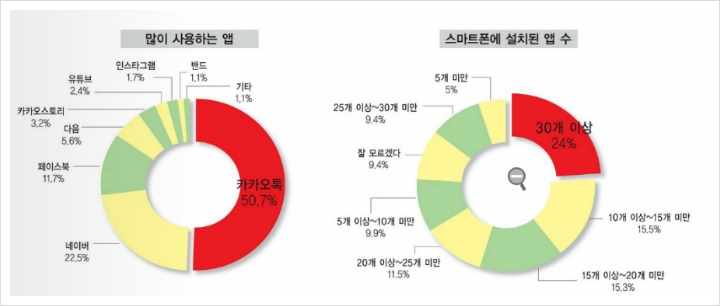 많이 사용하는 앱
카카오톡
50.7%
네이버
22.5%
페이스북
11.7%
다음
5.6%
카카오스토리
3.2%
유튜브
2.4%
인스타그램
1.7%
밴드
1.1%
기타
1.1%
스마트폰에 설치된 앱 수
30개 이상
24%
10개 이상~15개 미만
15.5%
15개 이상~20개 미만
15.3%
20개 이상~25개 미만
11.5%
5개 이상~10개 미만
9.9%
잘 모르겠다
9.4%
25개 이상~30개 미만
9.4%
5개 미만
5%